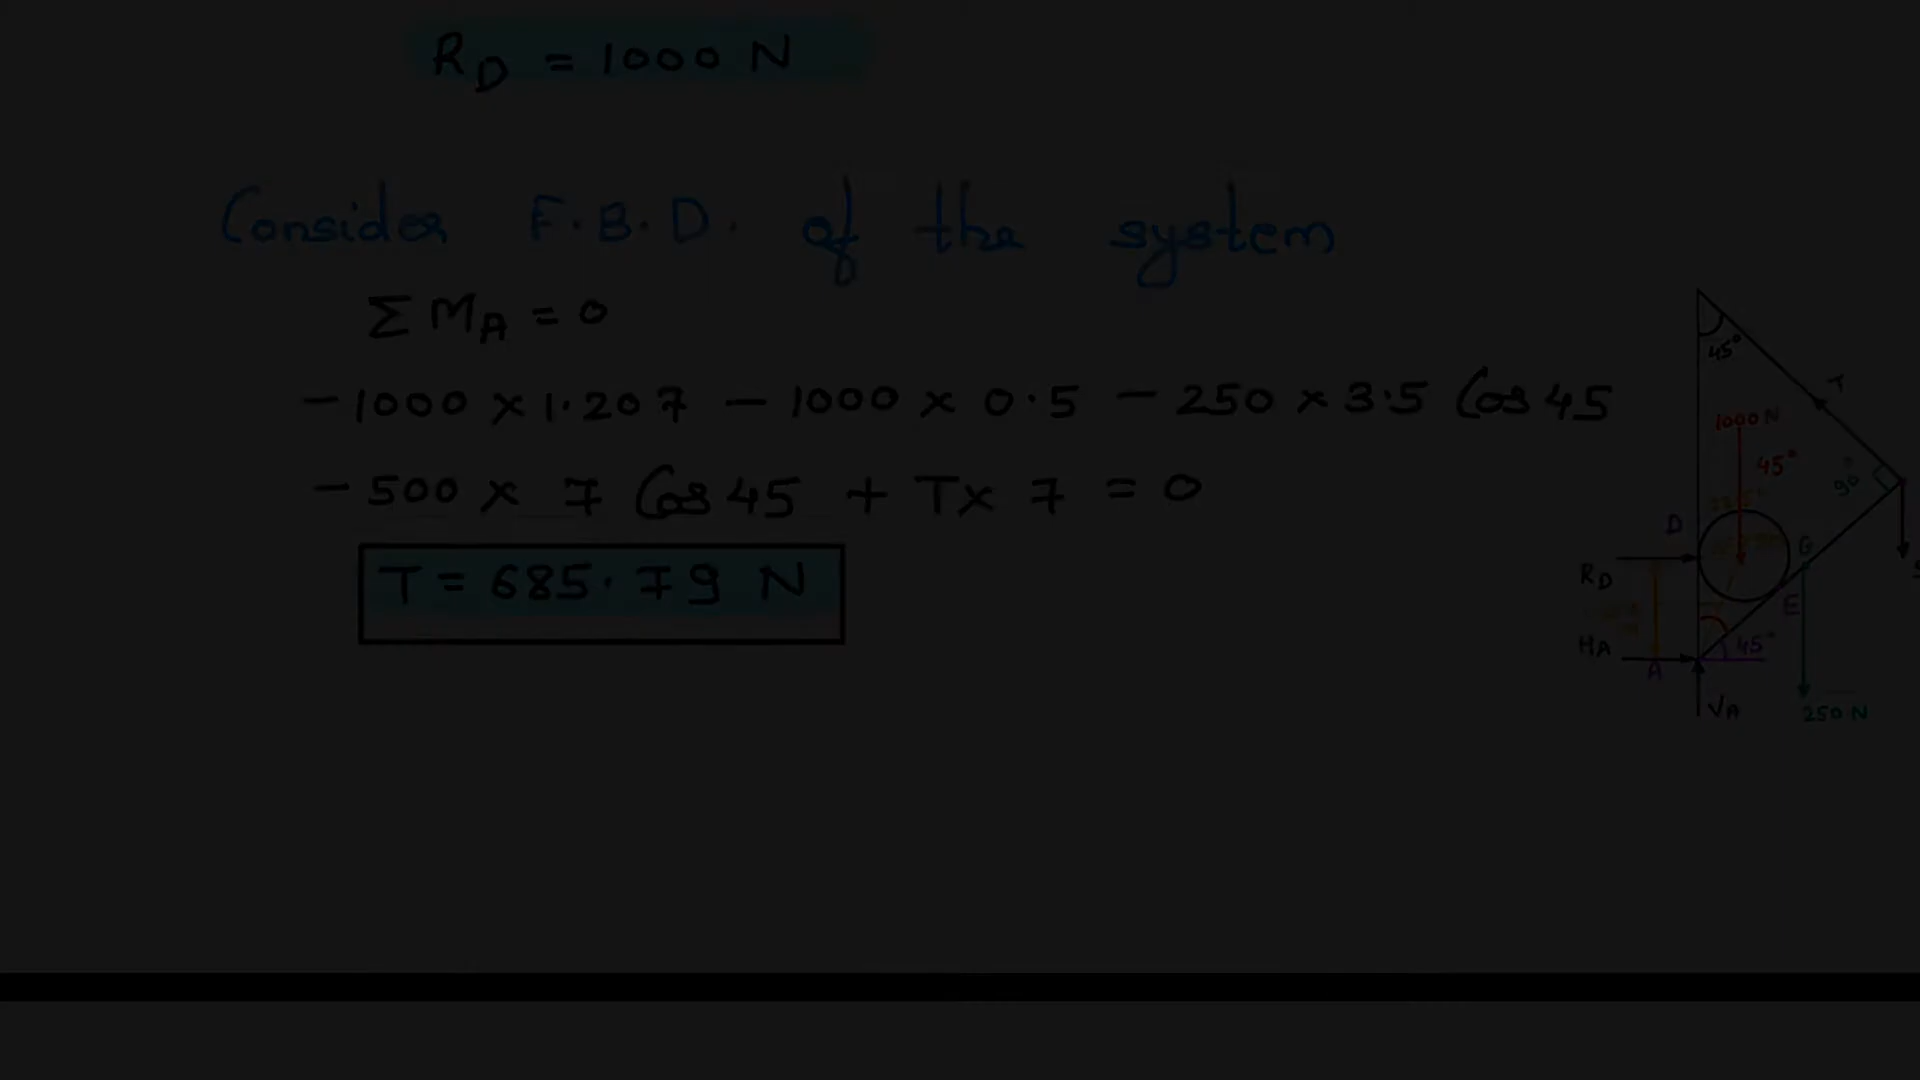 R_D = 1000 N
Consider F.B.D. of the system
Σ M_A = 0
- 1000 × 1.207 - 1000 × 0.5 - 250 × 3.5 Cos 45
- 500 × 7 Cos 45 + T × 7 = 0
T = 685.79 N
45°
T
1000 N
45°
90°
D
G
R_D
E
H_A
45°
A
V_A
250 N